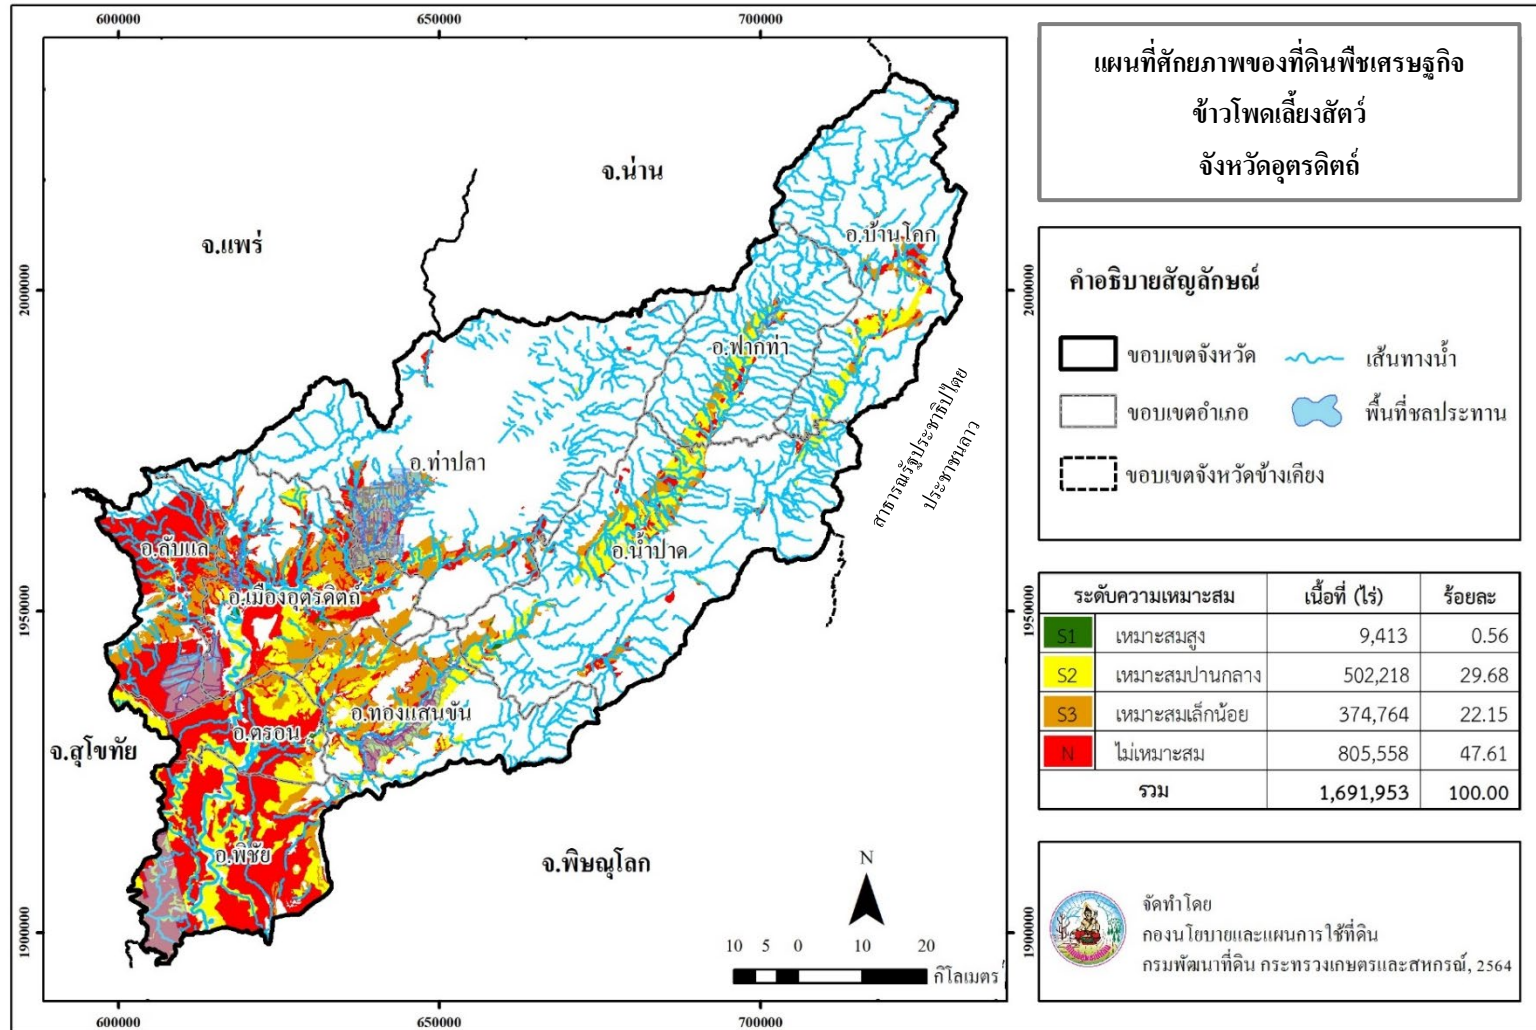 600000 650000 700000
แผนที่ศักยภาพของที่ดินพืชเศรษฐกิจ
ข้าวโพดเลี้ยงสัตว์
จังหวัดอุตรดิตถ์
จ.น่าน
จ.แพร่
อ.บ้านโคก
2000000 2000000
อ.ฟากท่า
สาธารณรัฐประชาธิปไตย
ประชาชนลาว
อ.ท่าปลา
อ.ลับแล
อ.น้ำปาด
อ.เมืองอุตรดิตถ์
1950000 1950000
อ.ทองแสนขัน
อ.ตรอน
จ.สุโขทัย
อ.พิชัย
จ.พิษณุโลก
1900000 1900000
N
10 5 0 10 20
กิโลเมตร
600000 650000 700000
คำอธิบายสัญลักษณ์
ขอบเขตจังหวัด เส้นทางน้ำ
ขอบเขตอำเภอ พื้นที่ชลประทาน
ขอบเขตจังหวัดข้างเคียง
ระดับความเหมาะสม เนื้อที่ (ไร่) ร้อยละ
S1 เหมาะสมสูง 9,413 0.56
S2 เหมาะสมปานกลาง 502,218 29.68
S3 เหมาะสมเล็กน้อย 374,764 22.15
N ไม่เหมาะสม 805,558 47.61
รวม 1,691,953 100.00
จัดทำโดย
กองนโยบายและแผนการใช้ที่ดิน
กรมพัฒนาที่ดิน กระทรวงเกษตรและสหกรณ์, 2564